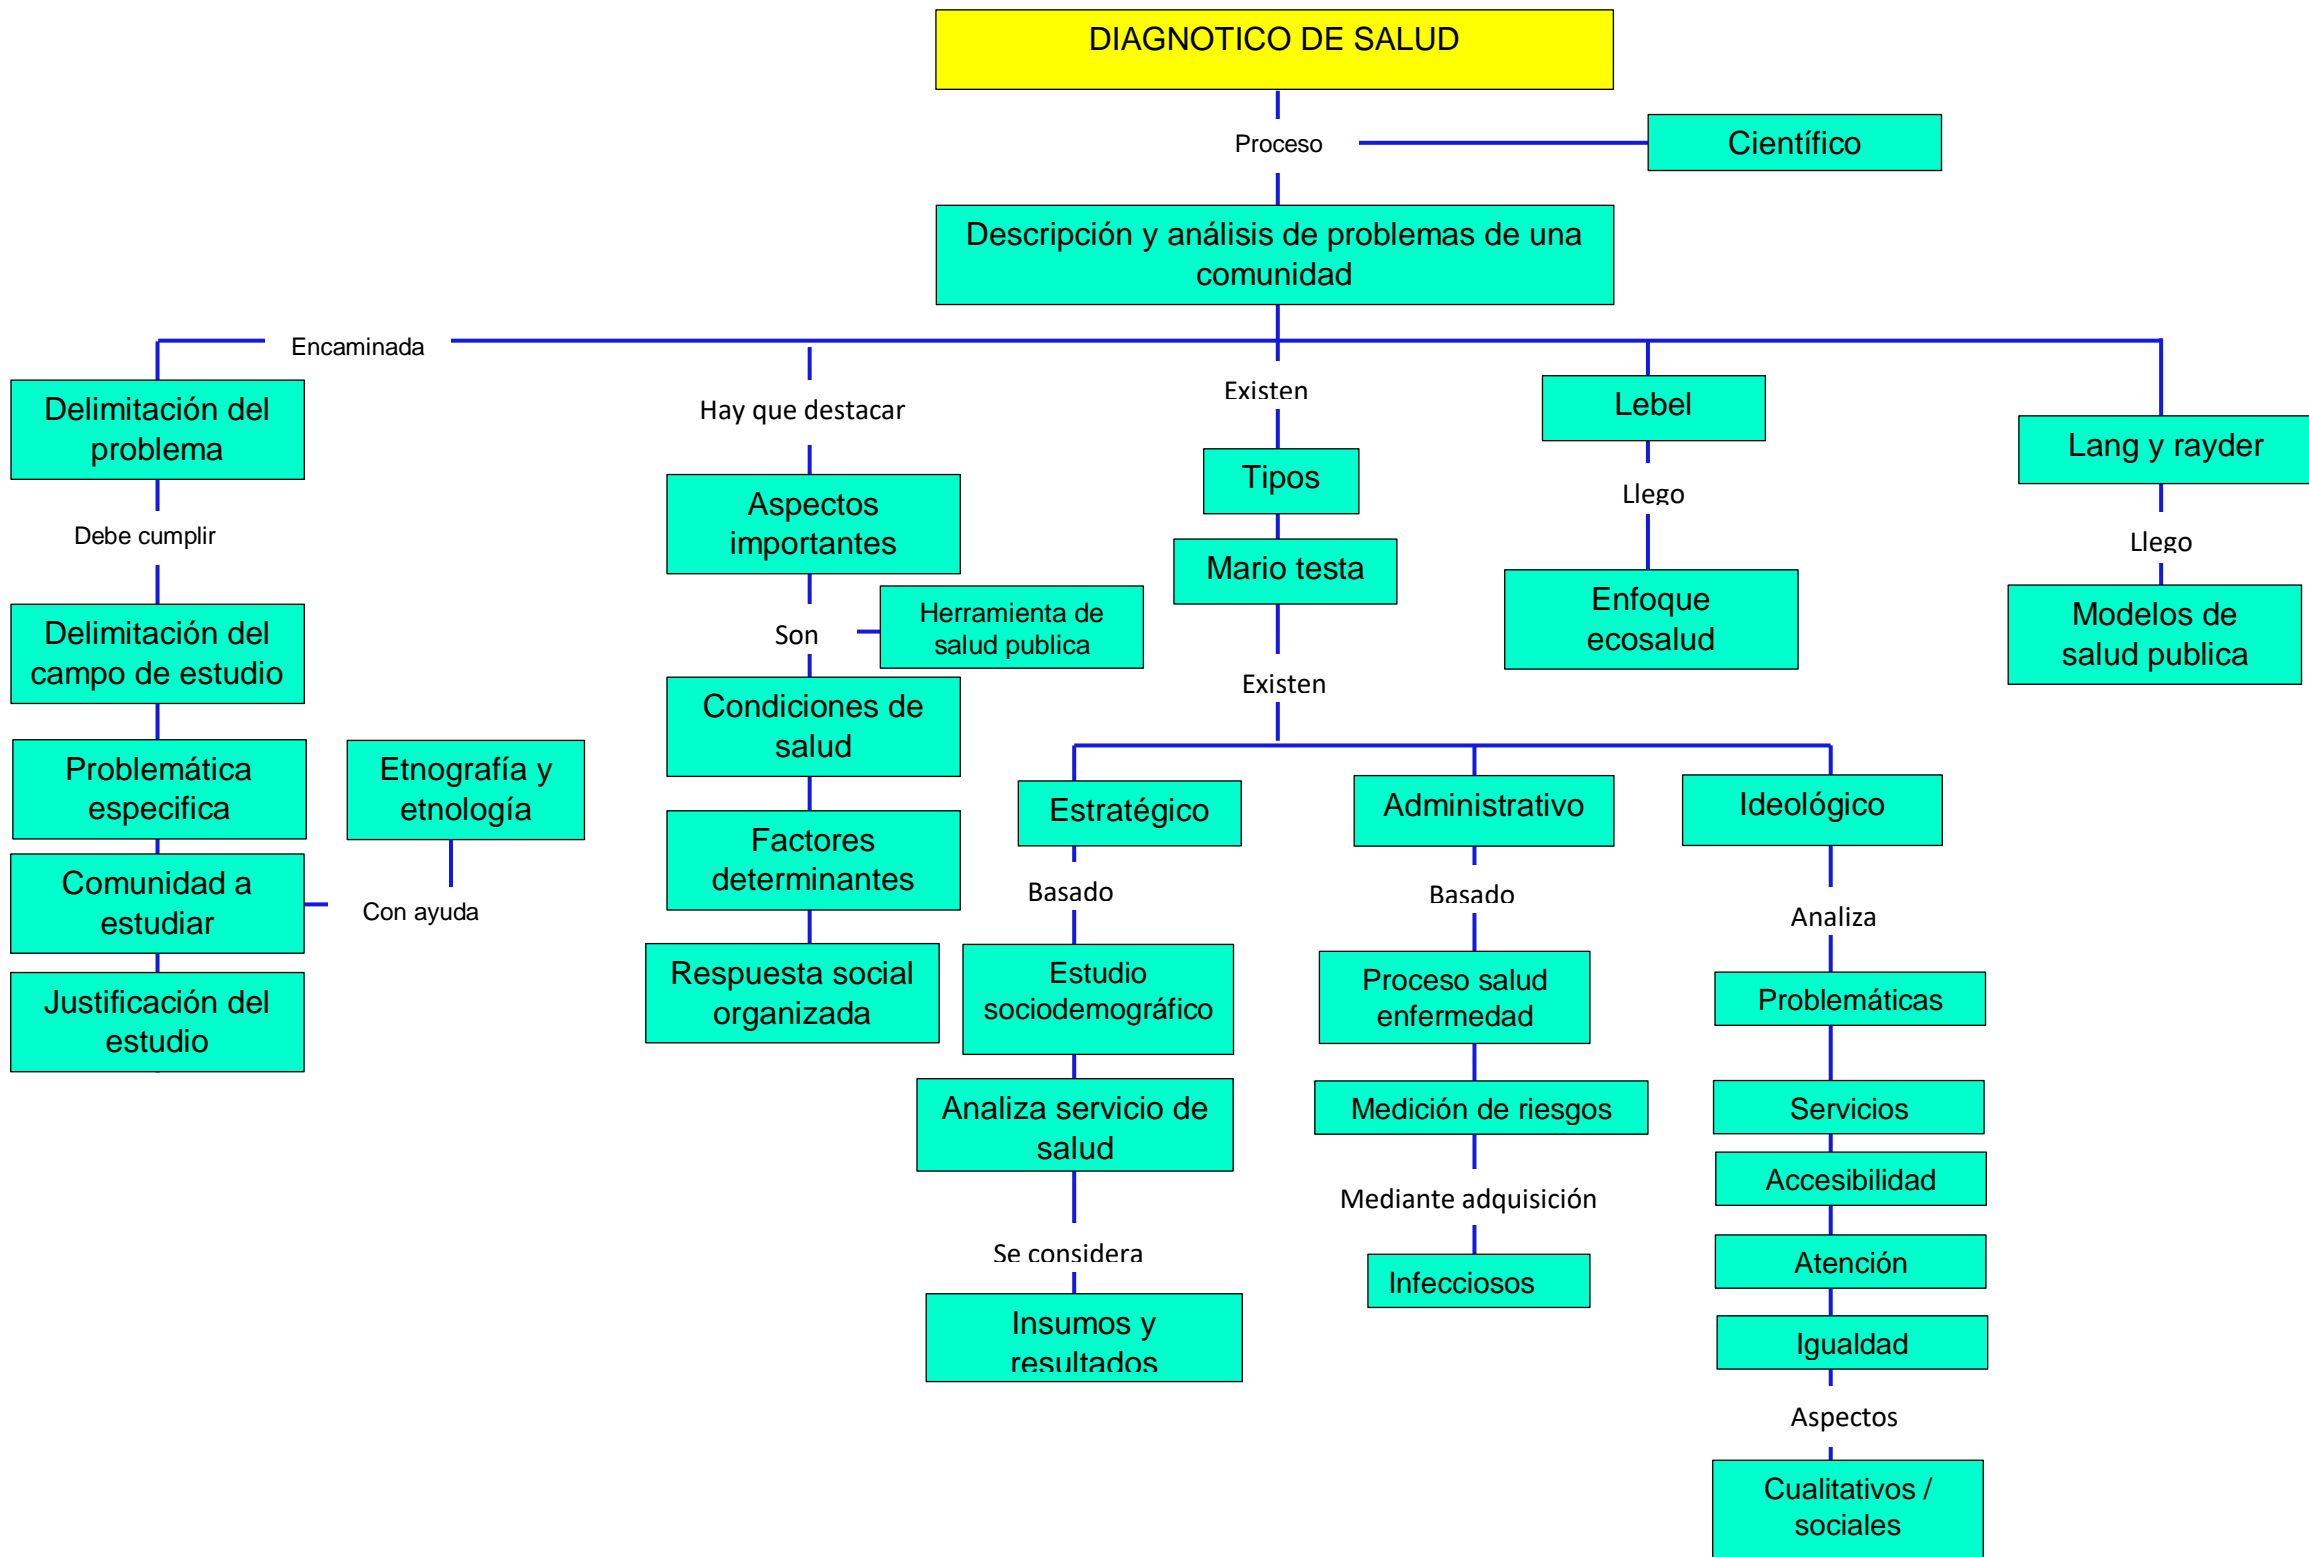 DIAGNOTICO DE SALUD
Proceso
Científico
Descripción y análisis de problemas de una
comunidad
Encaminada
Delimitación del
problema
Debe cumplir
Delimitación del
campo de estudio
Problemática
especifica
Comunidad a
estudiar
Justificación del
estudio
Etnografía y
etnología
Con ayuda
Hay que destacar
Aspectos
importantes
Son
Herramienta de
salud publica
Condiciones de
salud
Factores
determinantes
Respuesta social
organizada
Existen
Tipos
Mario testa
Existen
Estratégico
Basado
Estudio
sociodemográfico
Analiza servicio de
salud
Se considera
Insumos y
resultados
Administrativo
Basado
Proceso salud
enfermedad
Medición de riesgos
Mediante adquisición
Infecciosos
Ideológico
Analiza
Problemáticas
Servicios
Accesibilidad
Atención
Igualdad
Aspectos
Cualitativos /
sociales
Lebel
Llego
Enfoque
ecosalud
Lang y rayder
Llego
Modelos de
salud publica